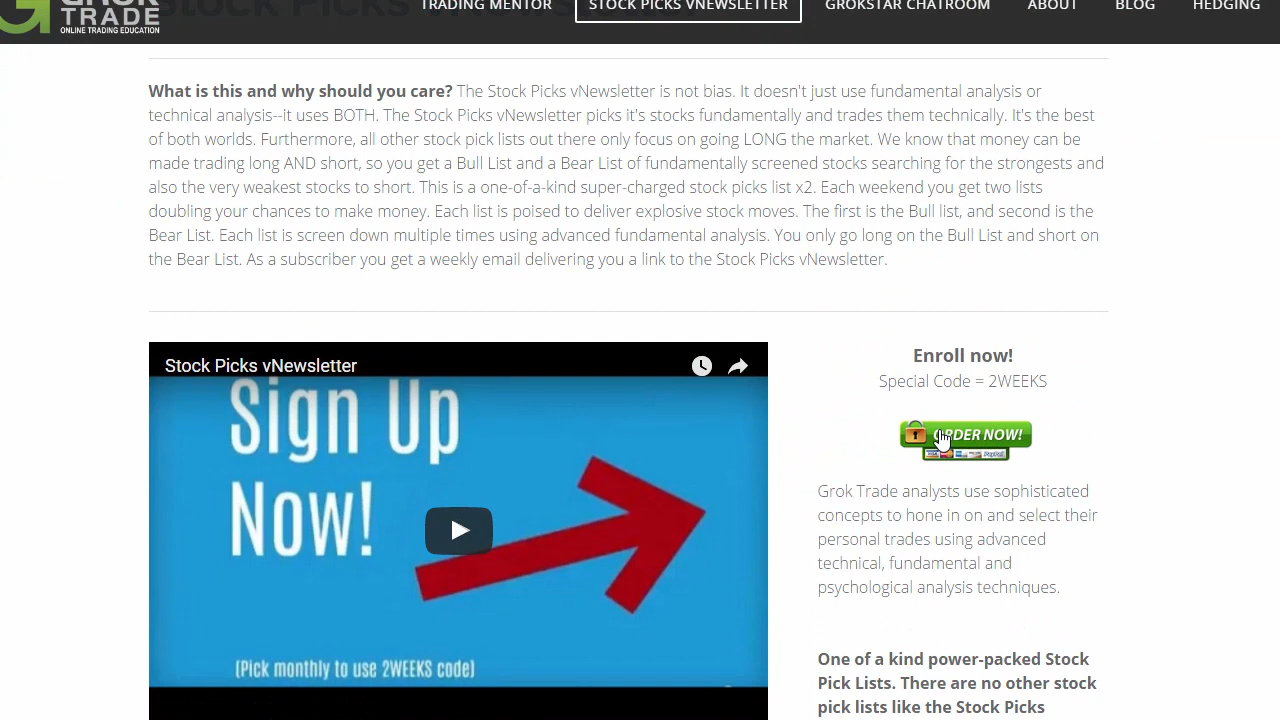 TRADE
ONLINE TRADING EDUCATION
TRADING MENTOR
STOCK PICKS VNEWSLETTER
GROKSTAR CHATROOM
ABOUT
BLOG
HEDGING
What is this and why should you care? The Stock Picks vNewsletter is not bias. It doesn't just use fundamental analysis or
technical analysis--it uses BOTH. The Stock Picks vNewsletter picks it's stocks fundamentally and trades them technically. It's the best
of both worlds. Furthermore, all other stock pick lists out there only focus on going LONG the market. We know that money can be
made trading long AND short, so you get a Bull List and a Bear List of fundamentally screened stocks searching for the strongests and
also the very weakest stocks to short. This is a one-of-a-kind super-charged stock picks list x2. Each weekend you get two lists
doubling your chances to make money. Each list is poised to deliver explosive stock moves. The first is the Bull list, and second is the
Bear List. Each list is screen down multiple times using advanced fundamental analysis. You only go long on the Bull List and short on
the Bear List. As a subscriber you get a weekly email delivering you a link to the Stock Picks vNewsletter.
Stock Picks vNewsletter
Sign Up
Now!
(Pick monthly to use 2WEEKS code)
Enroll now!
Special Code = 2WEEKS
ORDER NOW!
PayPal
Grok Trade analysts use sophisticated
concepts to hone in on and select their
personal trades using advanced
technical, fundamental and
psychological analysis techniques.
One of a kind power-packed Stock
Pick Lists. There are no other stock
pick lists like the Stock Picks